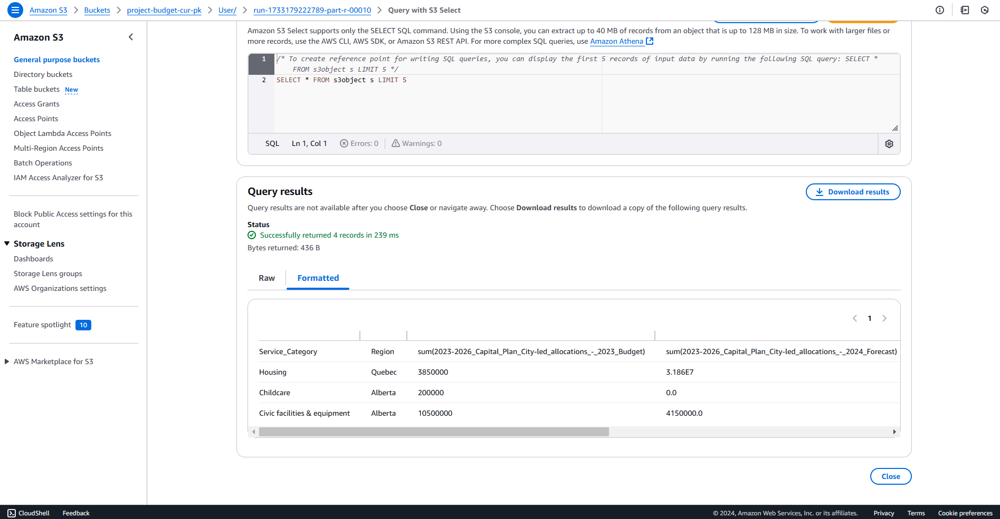 Amazon S3 > Buckets > project-budget-cur-pk > User/ > run-1733179222789-part-r-00010 > Query with S3 Select
Amazon S3
General purpose buckets
Directory buckets
Table buckets New
Access Grants
Access Points
Object Lambda Access Points
Multi-Region Access Points
Batch Operations
IAM Access Analyzer for S3
Block Public Access settings for this
account
Storage Lens
Dashboards
Storage Lens groups
AWS Organizations settings
Feature spotlight 10
AWS Marketplace for S3
Amazon S3 Select supports only the SELECT SQL command. Using the S3 console, you can extract up to 40 MB of records from an object that is up to 128 MB in size. To work with larger files or
more records, use the AWS CLI, AWS SDK, or Amazon S3 REST API. For more complex SQL queries, use Amazon Athena
1 /* To create reference point for writing SQL queries, you can display the first 5 records of input data by running the following SQL query: SELECT *
FROM s3object s LIMIT 5 */
2 SELECT * FROM s3object s LIMIT 5
SQL Ln 1, Col 1 Errors: 0 Warnings: 0
Query results
Download results
Query results are not available after you choose Close or navigate away. Choose Download results to download a copy of the following query results.
Status
Successfully returned 4 records in 239 ms
Bytes returned: 436 B
Raw Formatted
1
Service_Category Region sum(2023-2026_Capital_Plan_City-led_allocations_-_2023_Budget) sum(2023-2026_Capital_Plan_City-led_allocations_-_2024_Forecast)
Housing Quebec 3850000 3.186E7
Childcare Alberta 200000 0.0
Civic facilities & equipment Alberta 10500000 4150000.0
Close
CloudShell Feedback © 2024, Amazon Web Services, Inc. or its affiliates. Privacy Terms Cookie preferences